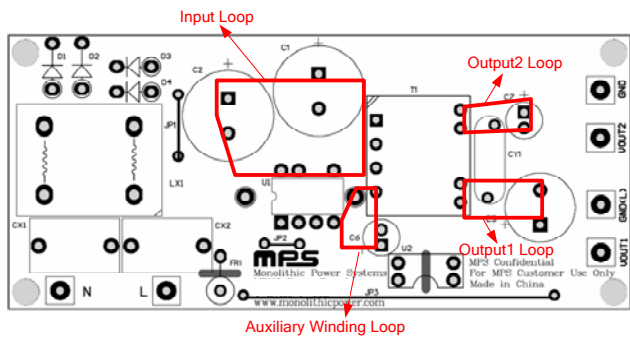 Input Loop
D1
D2
D3
D4
C2
C1
T1
Output2 Loop
C7
GND
VOUT2
JP1
CY1
LX1
U1
GND(L)
CX1
CX2
C6
JP2
U2
Output1 Loop
VOUT1
MPS
FR1
Monolithic Power Systems
MPS Confidential
For MPS Customer Use Only
Made in China
N
L
JP3
www.monolithicpower.com
Auxiliary Winding Loop